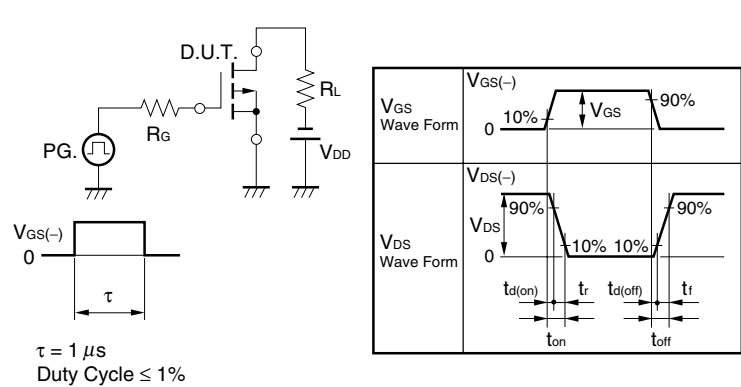 D.U.T.
RL
RG
PG.
VDD
VGS(−)
0
τ
τ = 1 μs
Duty Cycle ≤ 1%
VGS
Wave Form
VGS(−)
10%
0
VGS
90%
VDS
Wave Form
VDS(−)
90%
VDS
0
10%
10%
90%
td(on)
tr
td(off)
tf
ton
toff